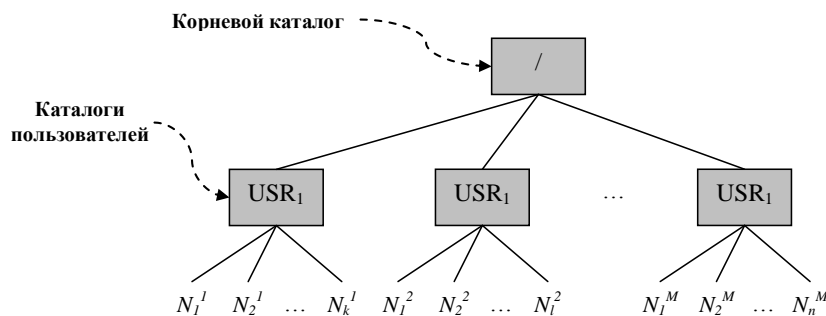 Корневой каталог
/
Каталоги
пользователей
USR₁ USR₁ … USR₁
N₁¹ N₂¹ … Nₖ¹ N₁² N₂² … Nₗ² N₁ᴹ N₂ᴹ … Nₙᴹ